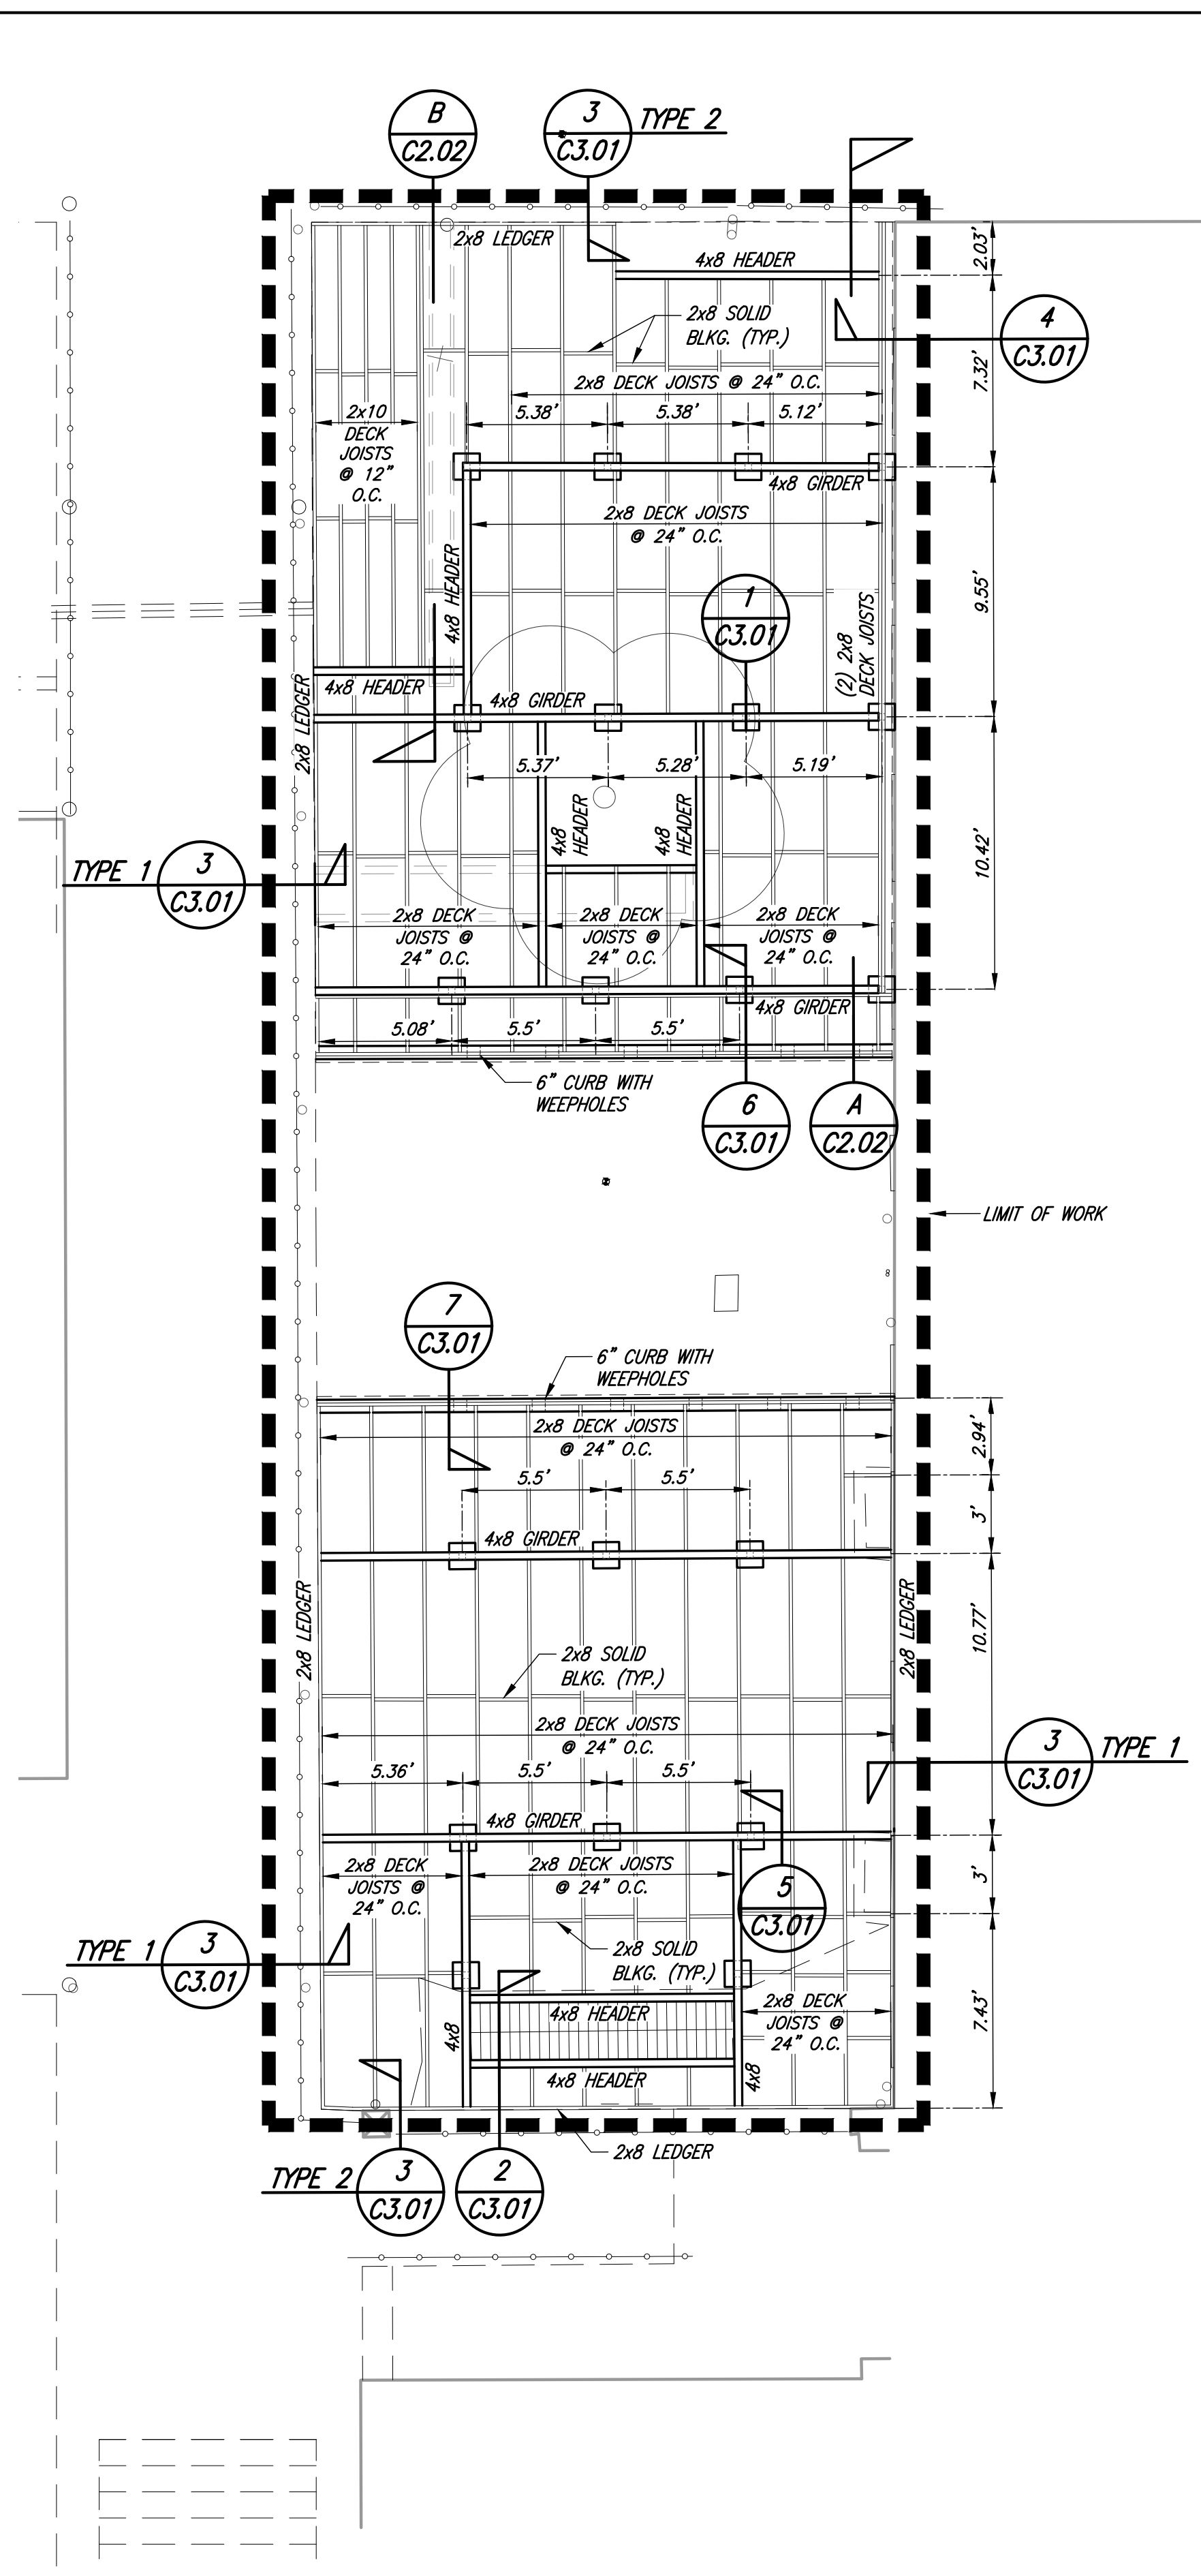 B
C2.02
3
C3.01
TYPE 2
2x8 LEDGER
4x8 HEADER
2.03'
2x8 SOLID
BLKG. (TYP.)
4
C3.01
7.32'
2x8 DECK JOISTS @ 24" O.C.
5.38'
5.38'
5.12'
2x10
DECK
JOISTS
@ 12"
O.C.
4x8 GIRDER
2x8 DECK JOISTS
@ 24" O.C.
4x8 HEADER
1
C3.01
(2) 2x8
DECK JOISTS
9.55'
2x8 LEDGER
4x8 HEADER
4x8 GIRDER
5.37'
5.28'
5.19'
4x8
HEADER
4x8
HEADER
10.42'
TYPE 1
3
C3.01
2x8 DECK
JOISTS @
24" O.C.
2x8 DECK
JOISTS @
24" O.C.
2x8 DECK
JOISTS @
24" O.C.
4x8 GIRDER
5.08'
5.5'
5.5'
6" CURB WITH
WEEPHOLES
6
C3.01
A
C2.02
LIMIT OF WORK
7
C3.01
6" CURB WITH
WEEPHOLES
2x8 DECK JOISTS
@ 24" O.C.
2.94'
5.5'
5.5'
3'
4x8 GIRDER
2x8 LEDGER
2x8 LEDGER
10.77'
2x8 SOLID
BLKG. (TYP.)
2x8 DECK JOISTS
@ 24" O.C.
3
C3.01
TYPE 1
5.36'
5.5'
5.5'
4x8 GIRDER
2x8 DECK
JOISTS @
24" O.C.
2x8 DECK JOISTS
@ 24" O.C.
3'
5
C3.01
TYPE 1
3
C3.01
2x8 SOLID
BLKG. (TYP.)
2x8 DECK
JOISTS @
24" O.C.
7.43'
4x8 HEADER
4x8
4x8 HEADER
4x8
2x8 LEDGER
TYPE 2
3
C3.01
2
C3.01